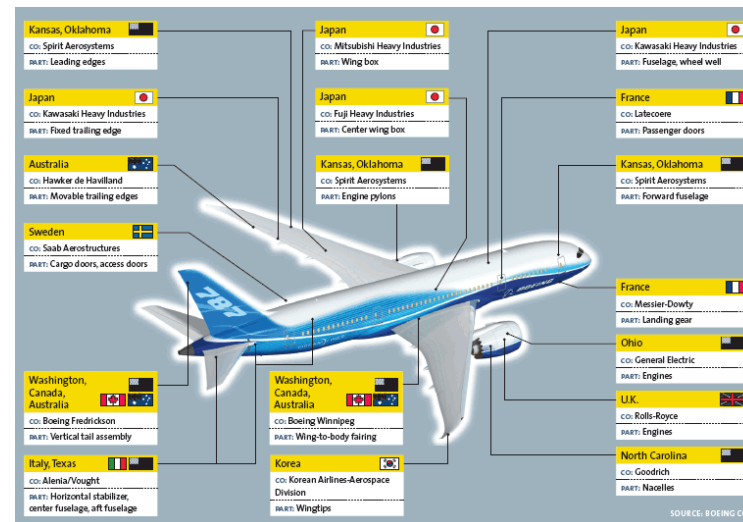 Kansas, Oklahoma
CO: Spirit Aerosystems
PART: Leading edges
Japan
CO: Mitsubishi Heavy Industries
PART: Wing box
Japan
CO: Kawasaki Heavy Industries
PART: Fuselage, wheel well
Japan
CO: Kawasaki Heavy Industries
PART: Fixed trailing edge
Japan
CO: Fuji Heavy Industries
PART: Center wing box
France
CO: Latecoere
PART: Passenger doors
Australia
CO: Hawker de Havilland
PART: Movable trailing edges
Kansas, Oklahoma
CO: Spirit Aerosystems
PART: Engine pylons
Kansas, Oklahoma
CO: Spirit Aerosystems
PART: Forward fuselage
Sweden
CO: Saab Aerostructures
PART: Cargo doors, access doors
787
BOEING
France
CO: Messier-Dowty
PART: Landing gear
Ohio
CO: General Electric
PART: Engines
Washington,
Canada,
Australia
CO: Boeing Fredrickson
PART: Vertical tail assembly
Washington,
Canada,
Australia
CO: Boeing Winnipeg
PART: Wing-to-body fairing
U.K.
CO: Rolls-Royce
PART: Engines
Italy, Texas
CO: Alenia/Vought
PART: Horizontal stabilizer,
center fuselage, aft fuselage
Korea
CO: Korean Airlines-Aerospace
Division
PART: Wingtips
North Carolina
CO: Goodrich
PART: Nacelles
SOURCE: BOEING C